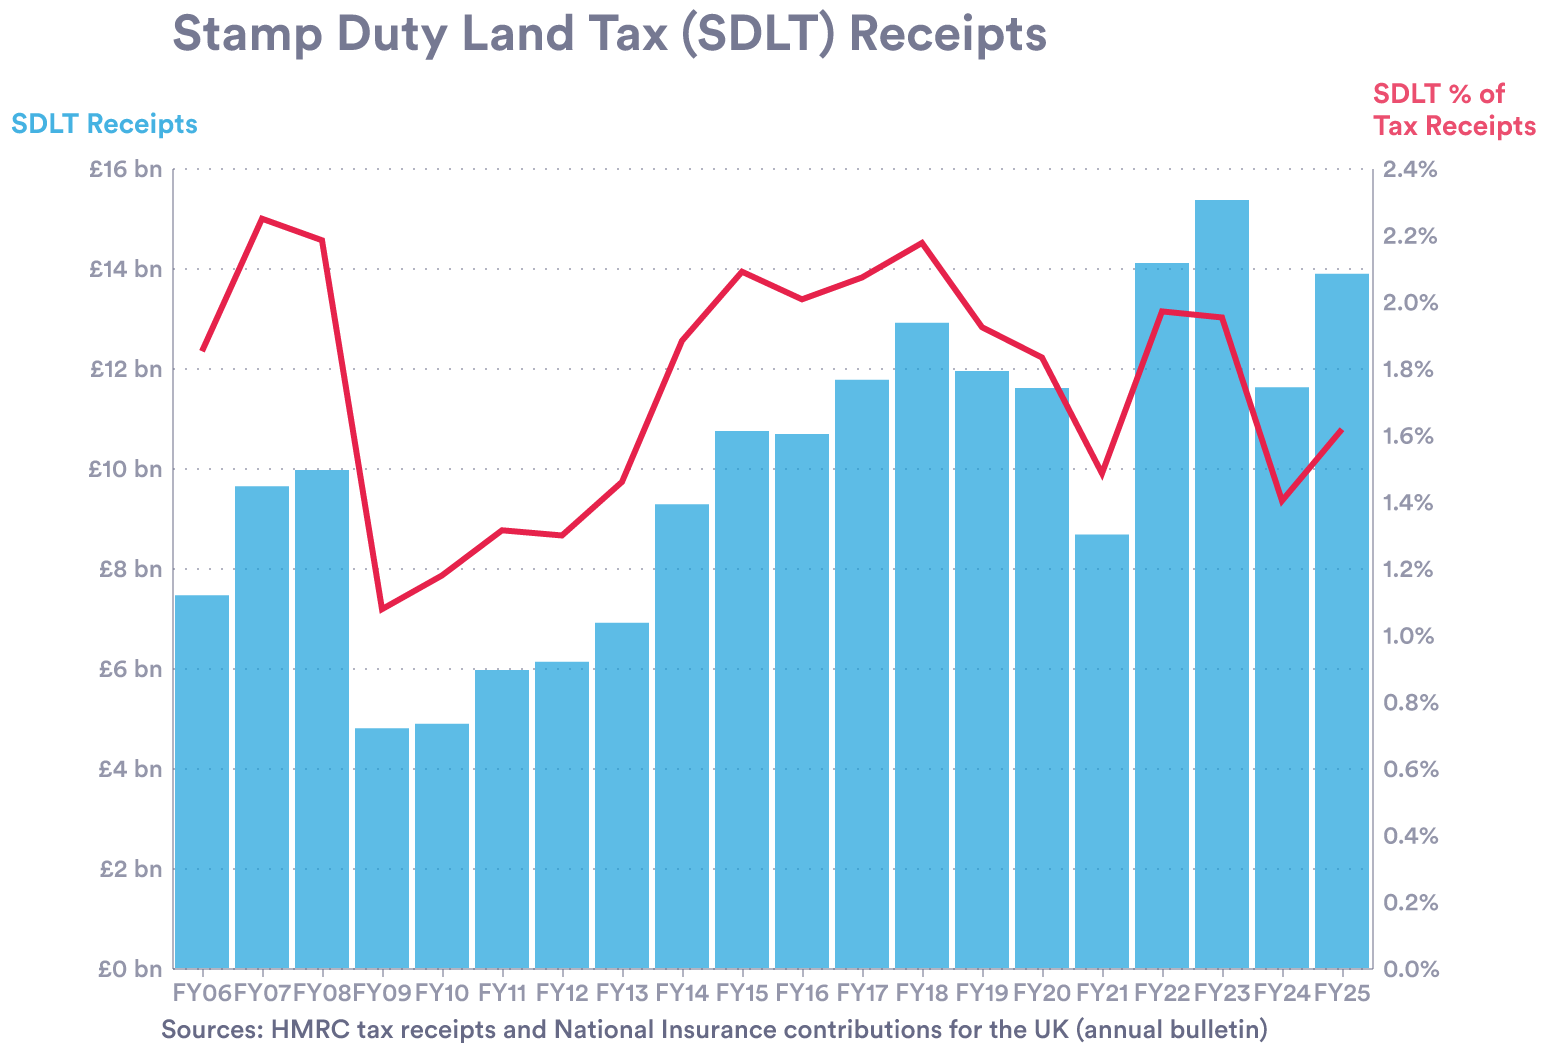 Stamp Duty Land Tax (SDLT) Receipts
SDLT Receipts
SDLT % of
Tax Receipts
£16 bn
£14 bn
£12 bn
£10 bn
£8 bn
£6 bn
£4 bn
£2 bn
£0 bn
2.4%
2.2%
2.0%
1.8%
1.6%
1.4%
1.2%
1.0%
0.8%
0.6%
0.4%
0.2%
0.0%
FY06 FY07 FY08 FY09 FY10 FY11 FY12 FY13 FY14 FY15 FY16 FY17 FY18 FY19 FY20 FY21 FY22 FY23 FY24 FY25
Sources: HMRC tax receipts and National Insurance contributions for the UK (annual bulletin)